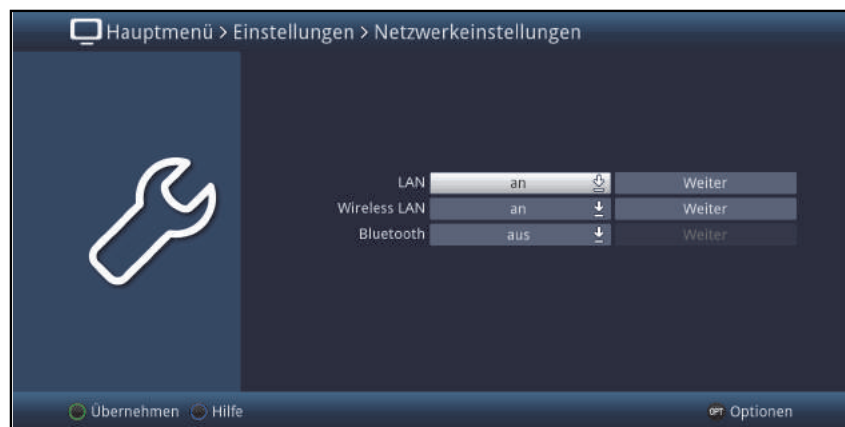 Hauptmenü > Einstellungen > Netzwerkeinstellungen
LAN an Weiter
Wireless LAN an Weiter
Bluetooth aus Weiter
Übernehmen Hilfe OPT Optionen